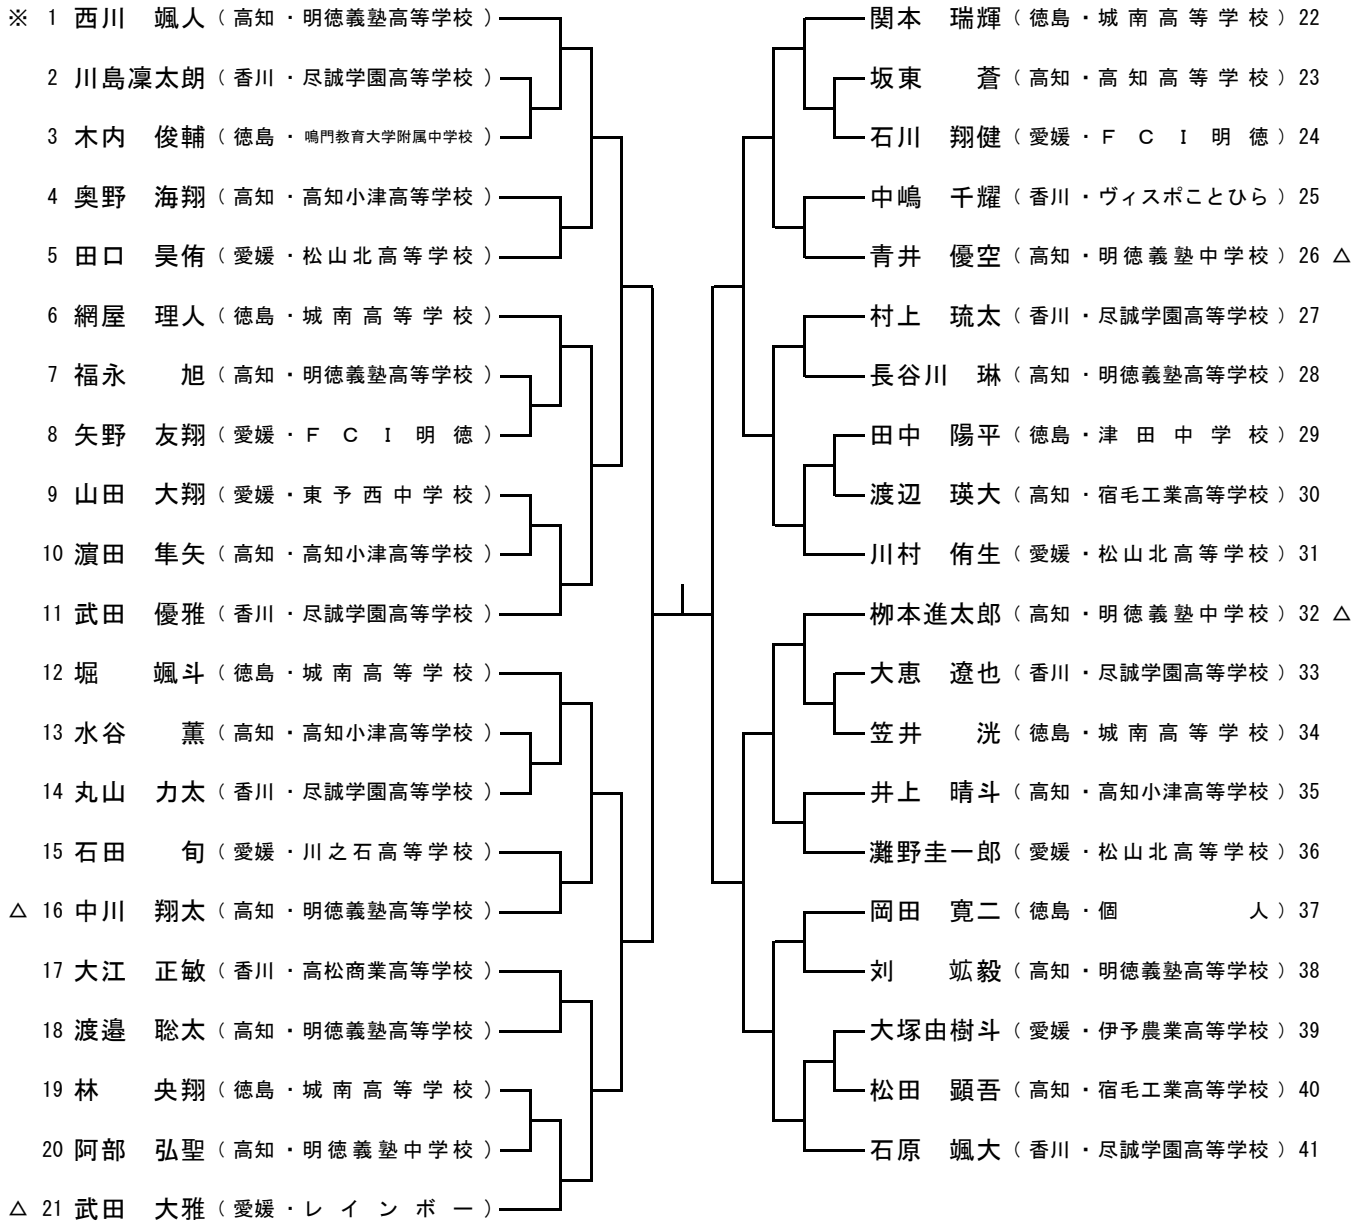 ※ 1 西川 颯人 ( 高知 ・ 明徳義塾高等学校 )
2 川島凜太朗 ( 香川 ・ 尽誠学園高等学校 )
3 木内 俊輔 ( 徳島 ・ 鳴門教育大学附属中学校 )
4 奥野 海翔 ( 高知 ・ 高知小津高等学校 )
5 田口 昊侑 ( 愛媛 ・ 松山北高等学校 )
6 網屋 理人 ( 徳島 ・ 城南高等学校 )
7 福永 旭 ( 高知 ・ 明徳義塾高等学校 )
8 矢野 友翔 ( 愛媛 ・ FCI明徳 )
9 山田 大翔 ( 愛媛 ・ 東予西中学校 )
10 濵田 隼矢 ( 高知 ・ 高知小津高等学校 )
11 武田 優雅 ( 香川 ・ 尽誠学園高等学校 )
12 堀 颯斗 ( 徳島 ・ 城南高等学校 )
13 水谷 薫 ( 高知 ・ 高知小津高等学校 )
14 丸山 力太 ( 香川 ・ 尽誠学園高等学校 )
15 石田 旬 ( 愛媛 ・ 川之石高等学校 )
△ 16 中川 翔太 ( 高知 ・ 明徳義塾高等学校 )
17 大江 正敏 ( 香川 ・ 高松商業高等学校 )
18 渡邉 聡太 ( 高知 ・ 明徳義塾高等学校 )
19 林 央翔 ( 徳島 ・ 城南高等学校 )
20 阿部 弘聖 ( 高知 ・ 明徳義塾中学校 )
△ 21 武田 大雅 ( 愛媛 ・ レインボー )
関本 瑞輝 ( 徳島 ・ 城南高等学校 ) 22
坂東 蒼 ( 高知 ・ 高知高等学校 ) 23
石川 翔健 ( 愛媛 ・ FCI明徳 ) 24
中嶋 千耀 ( 香川 ・ ヴィスポことひら ) 25
青井 優空 ( 高知 ・ 明徳義塾中学校 ) 26 △
村上 琉太 ( 香川 ・ 尽誠学園高等学校 ) 27
長谷川 琳 ( 高知 ・ 明徳義塾高等学校 ) 28
田中 陽平 ( 徳島 ・ 津田中学校 ) 29
渡辺 瑛大 ( 高知 ・ 宿毛工業高等学校 ) 30
川村 侑生 ( 愛媛 ・ 松山北高等学校 ) 31
栁本進太郎 ( 高知 ・ 明徳義塾中学校 ) 32 △
大恵 遼也 ( 香川 ・ 尽誠学園高等学校 ) 33
笠井 洸 ( 徳島 ・ 城南高等学校 ) 34
井上 晴斗 ( 高知 ・ 高知小津高等学校 ) 35
灘野圭一郎 ( 愛媛 ・ 松山北高等学校 ) 36
岡田 寛二 ( 徳島 ・ 個人 ) 37
刘 竑毅 ( 高知 ・ 明徳義塾高等学校 ) 38
大塚由樹斗 ( 愛媛 ・ 伊予農業高等学校 ) 39
松田 顕吾 ( 高知 ・ 宿毛工業高等学校 ) 40
石原 颯大 ( 香川 ・ 尽誠学園高等学校 ) 41